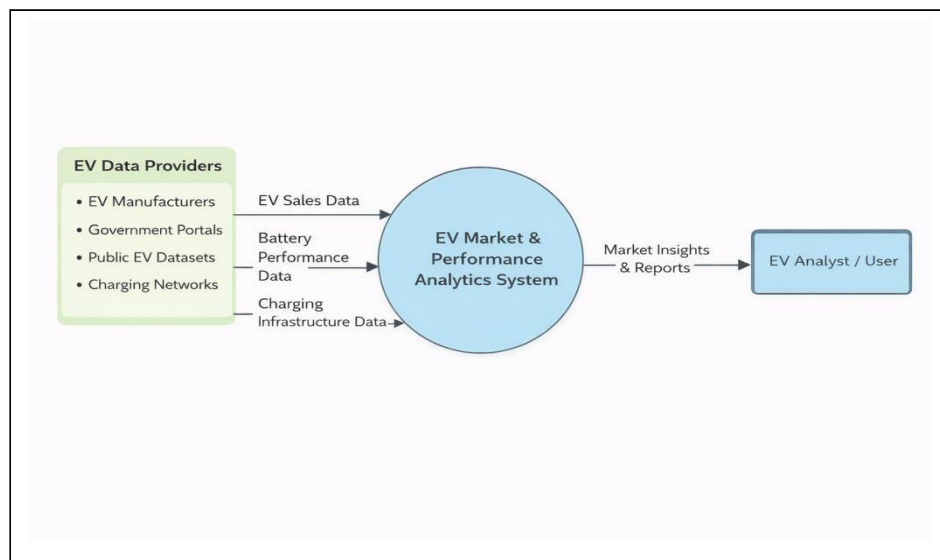 EV Data Providers
• EV Manufacturers
• Government Portals
• Public EV Datasets
• Charging Networks
EV Sales Data
Battery
Performance
Data
Charging
Infrastructure Data
EV Market &
Performance
Analytics System
Market Insights
& Reports
EV Analyst / User